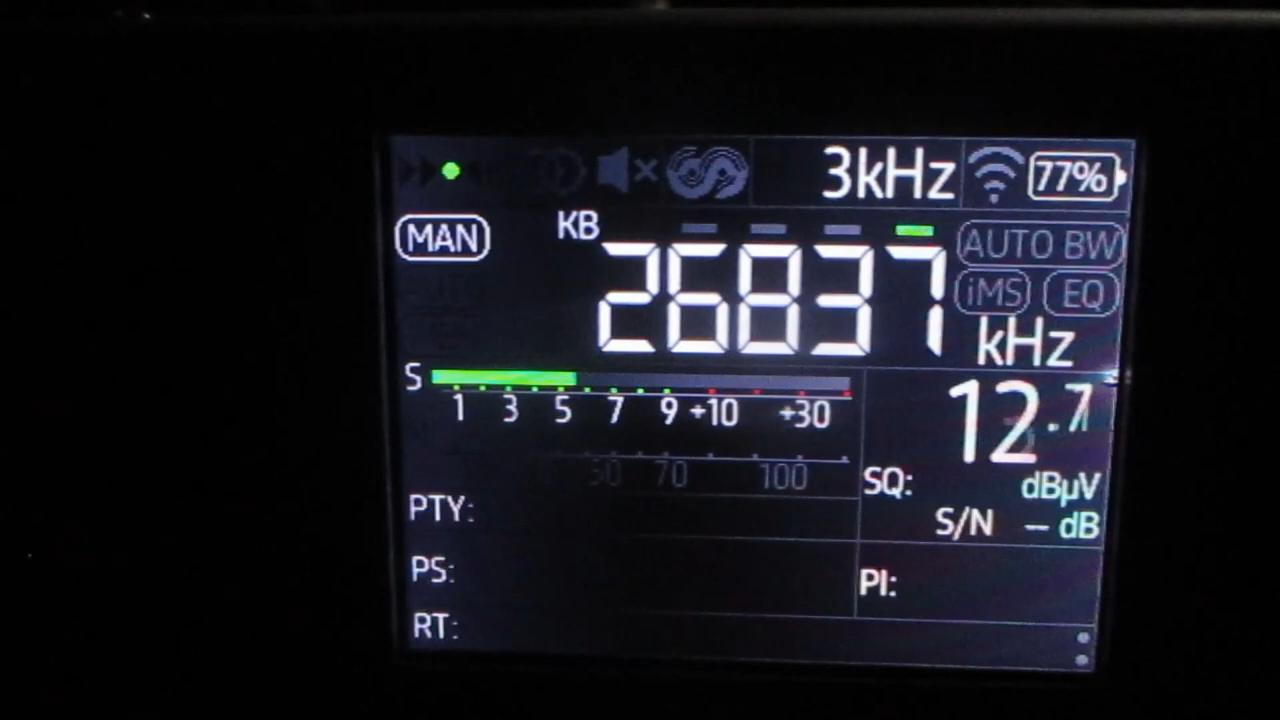 3kHz 77%
MAN KB AUTO BW
26837 iMS EQ
kHz
S
1 3 5 7 9 +10 +30
12.7
50 70 100
SQ: dBµV
PTY: S/N -- dB
PS: PI:
RT: